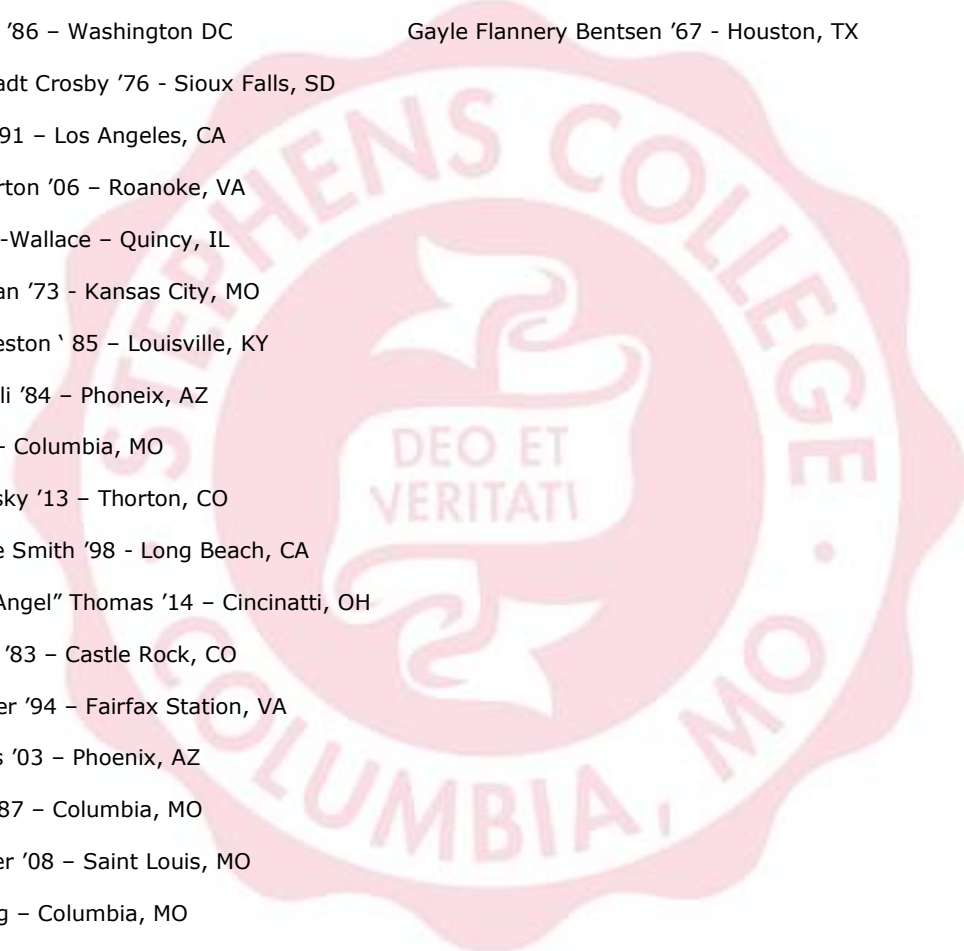 ’86 – Washington DC
Gayle Flannery Bentsen ’67 - Houston, TX
adt Crosby ’76 - Sioux Falls, SD
91 – Los Angeles, CA
rton ’06 – Roanoke, VA
-Wallace – Quincy, IL
an ’73 - Kansas City, MO
eston ‘ 85 – Louisville, KY
li ’84 – Phoneix, AZ
- Columbia, MO
sky ’13 – Thorton, CO
e Smith ’98 - Long Beach, CA
Angel” Thomas ’14 – Cincinatti, OH
’83 – Castle Rock, CO
er ’94 – Fairfax Station, VA
s ’03 – Phoenix, AZ
87 – Columbia, MO
er ’08 – Saint Louis, MO
g – Columbia, MO
STEPHENS COLLEGE
DEO ET
VERITATI
COLUMBIA, MO